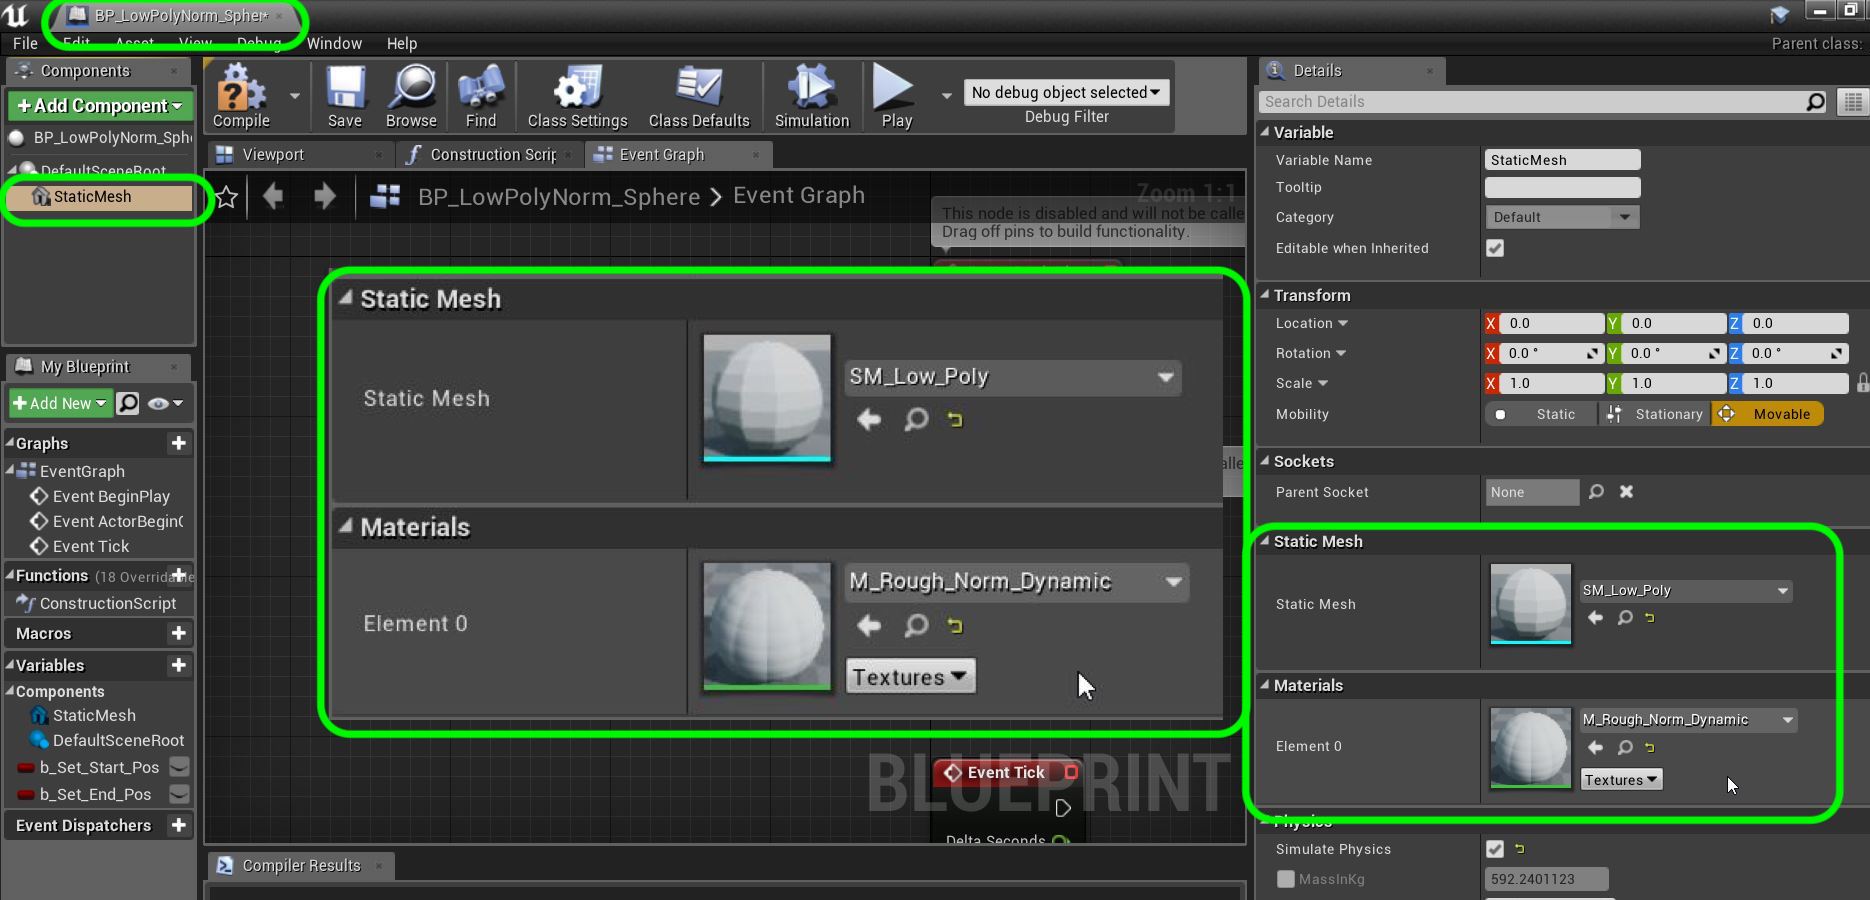 BP_LowPolyNorm_Spher*
File Edit Asset View Debug Window Help
Parent class:
Components
+Add Component
BP_LowPolyNorm_Sphe
DefaultSceneRoot
StaticMesh
Compile
Save
Browse
Find
Class Settings
Class Defaults
Simulation
Play
No debug object selected
Debug Filter
Viewport
Construction Scrip
Event Graph
BP_LowPolyNorm_Sphere > Event Graph
Zoom 1:1
This node is disabled and will not be calle
Drag off pins to build functionality.
Static Mesh
Static Mesh
SM_Low_Poly
Materials
Element 0
M_Rough_Norm_Dynamic
Textures
BLUEPRINT
Event Tick
Delta Seconds
Compiler Results
My Blueprint
+Add New
Graphs
EventGraph
Event BeginPlay
Event ActorBeginO
Event Tick
Functions (18 Overridable
ConstructionScript
Macros
Variables
Components
StaticMesh
DefaultSceneRoot
b_Set_Start_Pos
b_Set_End_Pos
Event Dispatchers
Details
Search Details
Variable
Variable Name StaticMesh
Tooltip
Category Default
Editable when Inherited
Transform
Location X 0.0 Y 0.0 Z 0.0
Rotation X 0.0 ° Y 0.0 ° Z 0.0 °
Scale X 1.0 Y 1.0 Z 1.0
Mobility Static Stationary Movable
Sockets
Parent Socket None
Static Mesh
Static Mesh
SM_Low_Poly
Materials
Element 0
M_Rough_Norm_Dynamic
Textures
Physics
Simulate Physics
MassInKg 592.2401123